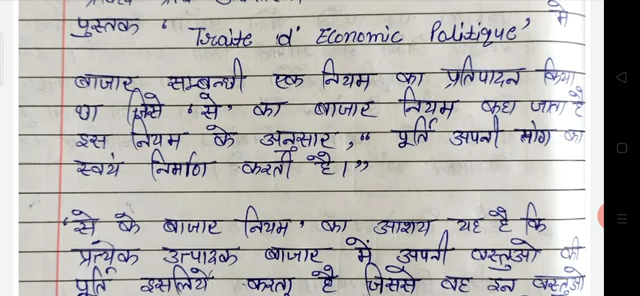 पुस्तक ' Traite d' Economic Politique' में
बाजार सम्बन्धी एक नियम का प्रतिपादन किया
था जिसे 'से' का बाजार नियम कहा जाता है
इस नियम के अनुसार, " पूर्ति अपनी माँग का
स्वयं निर्माण करती है।"
'से के बाजार नियम' का आशय यह है कि
प्रत्येक उत्पादक बाजार में अपनी वस्तुओ की
पूर्ति इसलिये करता है जिससे वह इन वस्तुओ